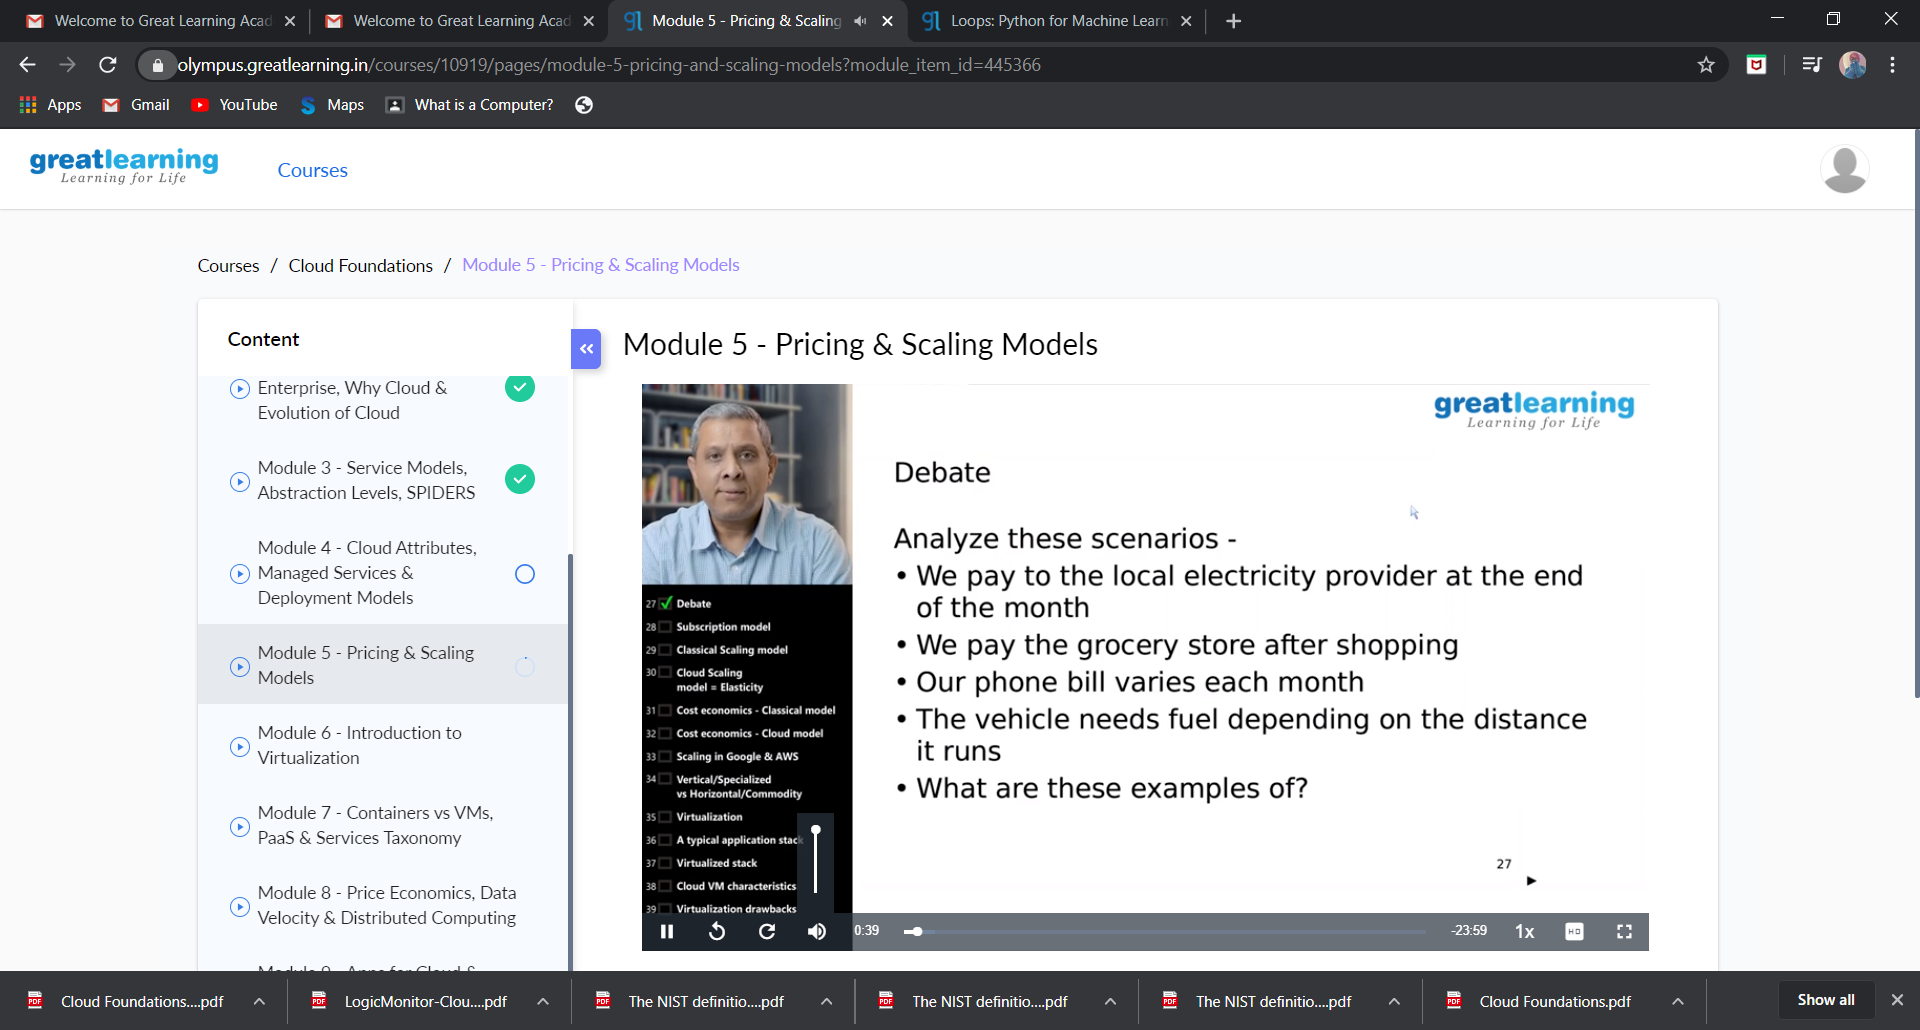 Welcome to Great Learning Acad
Welcome to Great Learning Acad
Module 5 - Pricing & Scaling
Loops: Python for Machine Learn
olympus.greatlearning.in/courses/10919/pages/module-5-pricing-and-scaling-models?module_item_id=445366
Apps
Gmail
YouTube
Maps
What is a Computer?
greatlearning
Learning for Life
Courses
Courses / Cloud Foundations / Module 5 - Pricing & Scaling Models
Content
Enterprise, Why Cloud &
Evolution of Cloud
Module 3 - Service Models,
Abstraction Levels, SPIDERS
Module 4 - Cloud Attributes,
Managed Services &
Deployment Models
Module 5 - Pricing & Scaling
Models
Module 6 - Introduction to
Virtualization
Module 7 - Containers vs VMs,
PaaS & Services Taxonomy
Module 8 - Price Economics, Data
Velocity & Distributed Computing
Module 9 - Apps for Cloud &
Module 5 - Pricing & Scaling Models
greatlearning
Learning for Life
27 Debate
28 Subscription model
29 Classical Scaling model
30 Cloud Scaling
model = Elasticity
31 Cost economics - Classical model
32 Cost economics - Cloud model
33 Scaling in Google & AWS
34 Vertical/Specialized
vs Horizontal/Commodity
35 Virtualization
36 A typical application stack
37 Virtualized stack
38 Cloud VM characteristics
39 Virtualization drawbacks
Debate
Analyze these scenarios -
• We pay to the local electricity provider at the end
of the month
• We pay the grocery store after shopping
• Our phone bill varies each month
• The vehicle needs fuel depending on the distance
it runs
• What are these examples of?
27
0:39
-23:59
1x
HD
Cloud Foundations....pdf
LogicMonitor-Clou....pdf
The NIST definitio....pdf
The NIST definitio....pdf
The NIST definitio....pdf
Cloud Foundations.pdf
Show all